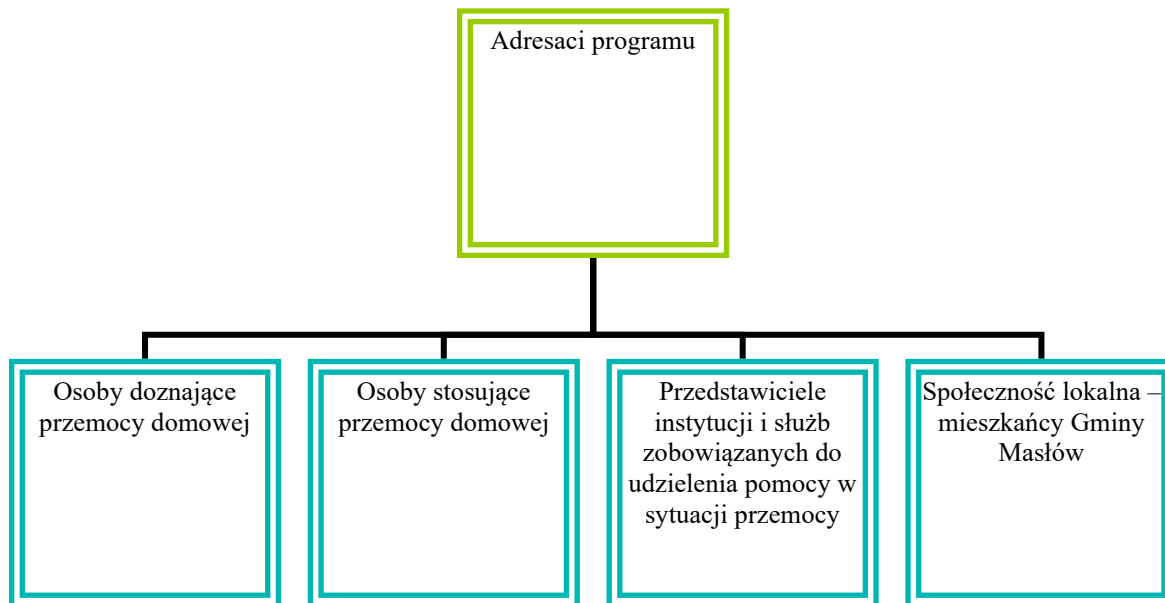 Adresaci programu
Osoby doznające
przemocy domowej
Osoby stosujące
przemocy domowej
Przedstawiciele
instytucji i służb
zobowiązanych do
udzielenia pomocy w
sytuacji przemocy
Społeczność lokalna –
mieszkańcy Gminy
Masłów